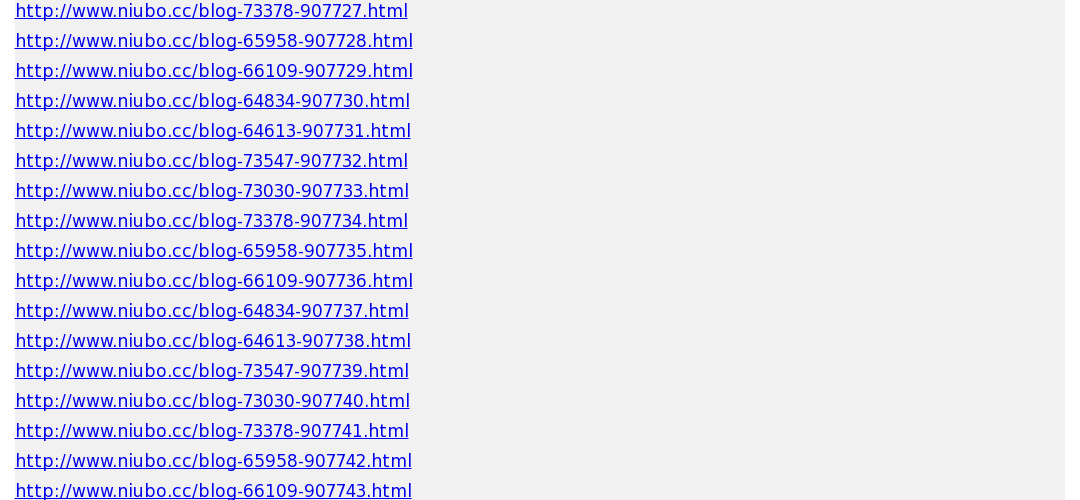 http://www.niubo.cc/blog-73378-907727.html
http://www.niubo.cc/blog-65958-907728.html
http://www.niubo.cc/blog-66109-907729.html
http://www.niubo.cc/blog-64834-907730.html
http://www.niubo.cc/blog-64613-907731.html
http://www.niubo.cc/blog-73547-907732.html
http://www.niubo.cc/blog-73030-907733.html
http://www.niubo.cc/blog-73378-907734.html
http://www.niubo.cc/blog-65958-907735.html
http://www.niubo.cc/blog-66109-907736.html
http://www.niubo.cc/blog-64834-907737.html
http://www.niubo.cc/blog-64613-907738.html
http://www.niubo.cc/blog-73547-907739.html
http://www.niubo.cc/blog-73030-907740.html
http://www.niubo.cc/blog-73378-907741.html
http://www.niubo.cc/blog-65958-907742.html
http://www.niubo.cc/blog-66109-907743.html